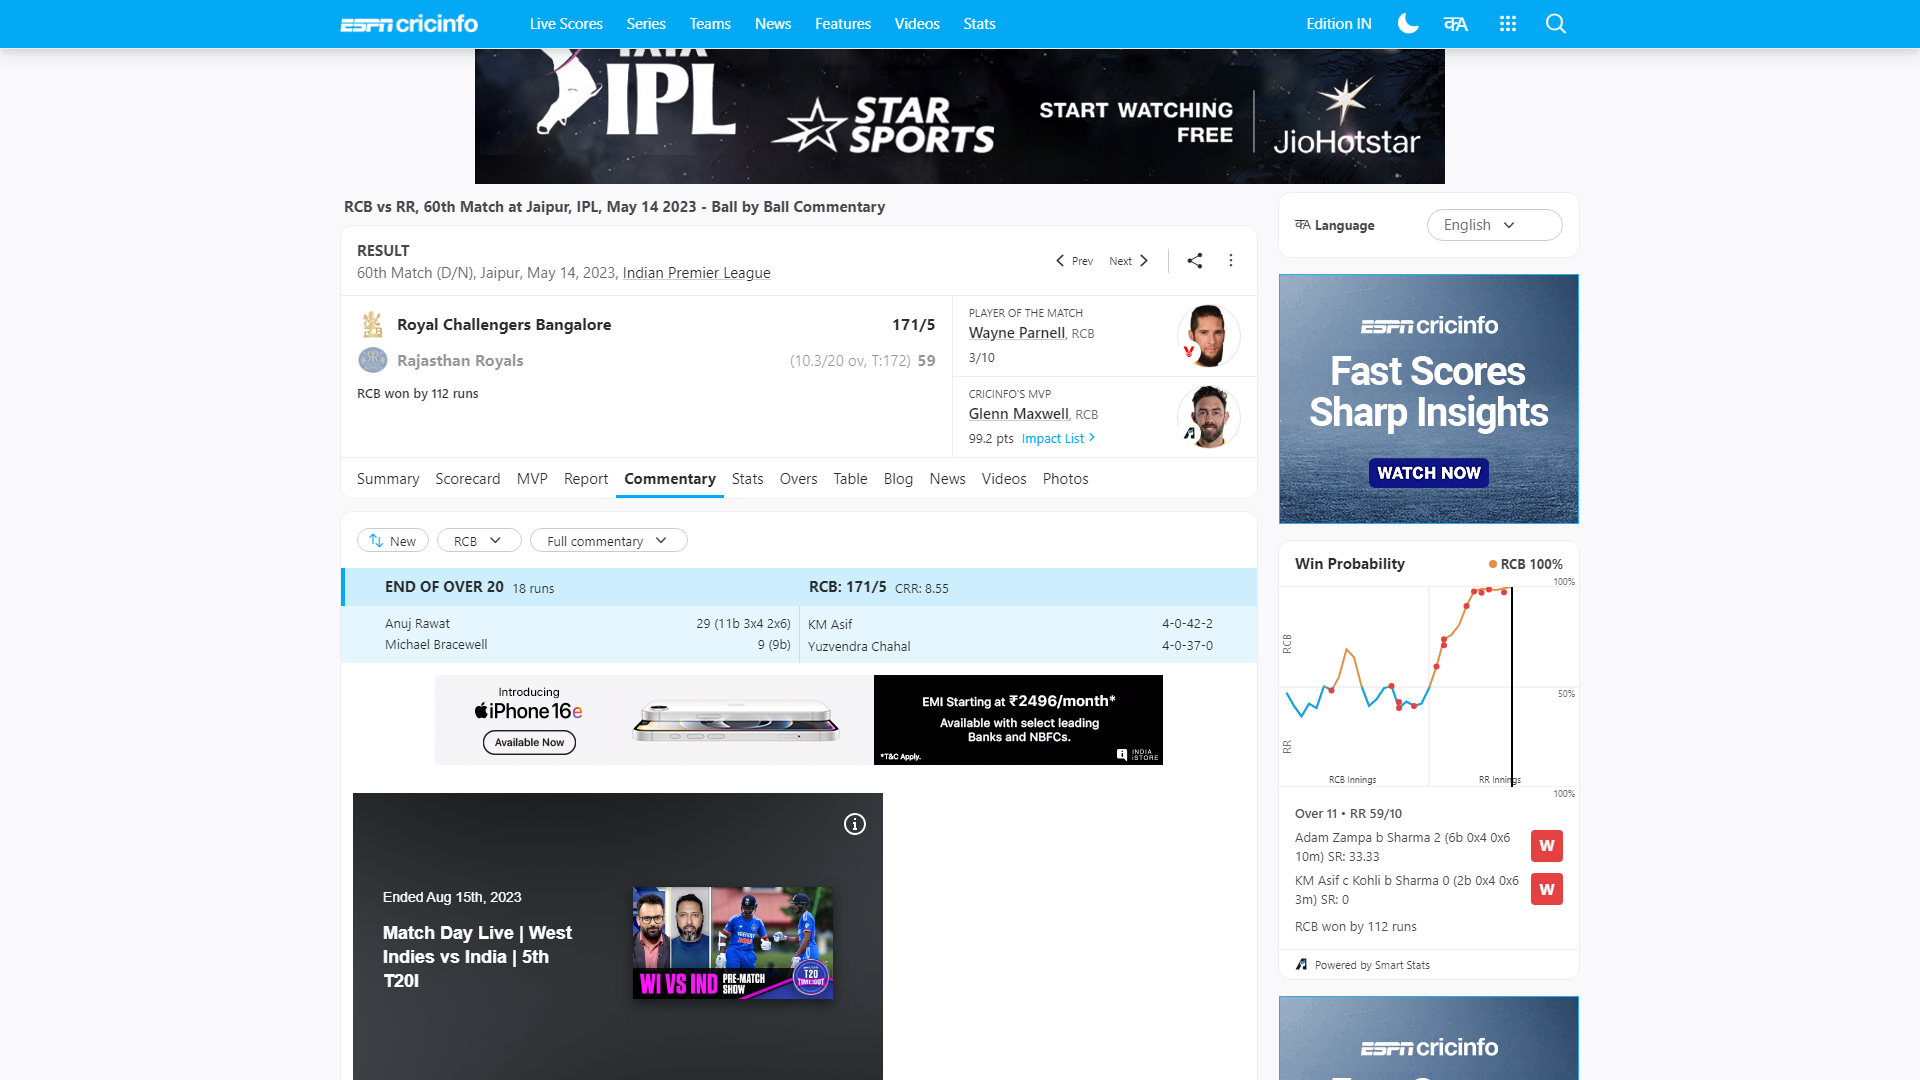 ESPN cricinfo
Live Scores
Series
Teams
News
Features
Videos
Stats
Edition IN
IPL
STAR SPORTS
START WATCHING
FREE
JioHotstar
RCB vs RR, 60th Match at Jaipur, IPL, May 14 2023 - Ball by Ball Commentary
RESULT
60th Match (D/N), Jaipur, May 14, 2023, Indian Premier League
Prev
Next
Royal Challengers Bangalore
171/5
Rajasthan Royals
(10.3/20 ov, T:172) 59
RCB won by 112 runs
PLAYER OF THE MATCH
Wayne Parnell, RCB
3/10
CRICINFO'S MVP
Glenn Maxwell, RCB
99.2 pts Impact List
Summary
Scorecard
MVP
Report
Commentary
Stats
Overs
Table
Blog
News
Videos
Photos
New
RCB
Full commentary
END OF OVER 20 18 runs
RCB: 171/5 CRR: 8.55
Anuj Rawat 29 (11b 3x4 2x6)
Michael Bracewell 9 (9b)
KM Asif 4-0-42-2
Yuzvendra Chahal 4-0-37-0
Introducing
iPhone 16e
Available Now
EMI Starting at ₹2496/month*
Available with select leading
Banks and NBFCs.
*T&C Apply.
INDIA
iSTORE
Ended Aug 15th, 2023
Match Day Live | West
Indies vs India | 5th
T20I
WI VS IND
PRE-MATCH
SHOW
T20
TIME:OUT
Language
English
ESPN cricinfo
Fast Scores
Sharp Insights
WATCH NOW
Win Probability
RCB 100%
100%
RCB
50%
RR
RCB Innings
RR Innings
100%
Over 11 • RR 59/10
Adam Zampa b Sharma 2 (6b 0x4 0x6
10m) SR: 33.33
W
KM Asif c Kohli b Sharma 0 (2b 0x4 0x6
3m) SR: 0
W
RCB won by 112 runs
Powered by Smart Stats
ESPN cricinfo